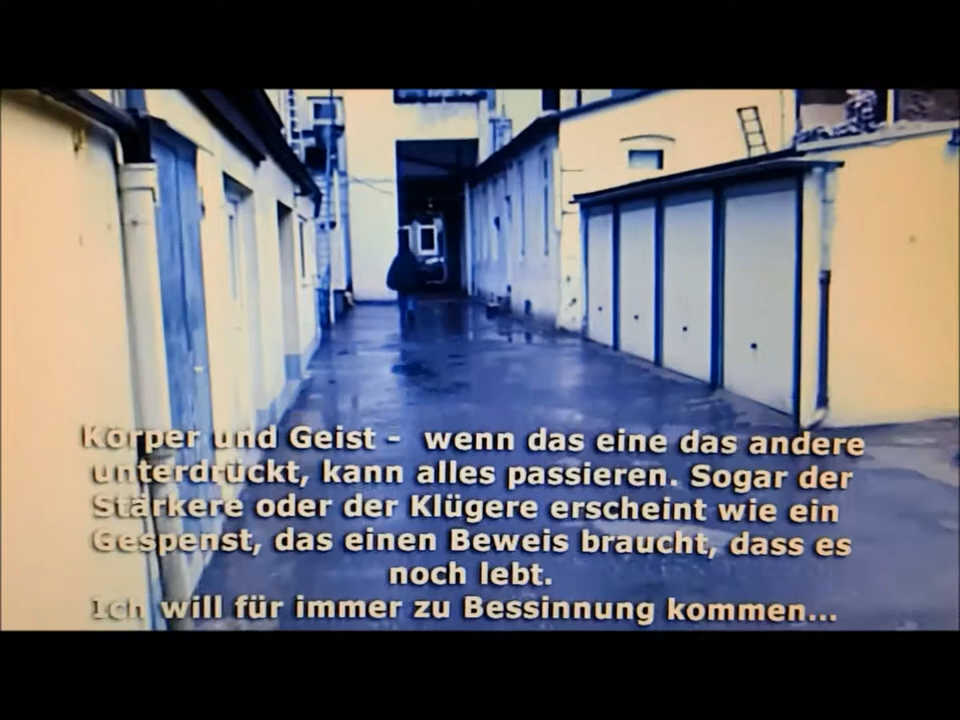 Körper und Geist - wenn das eine das andere
unterdrückt, kann alles passieren. Sogar der
Stärkere oder der Klügere erscheint wie ein
Gespenst, das einen Beweis braucht, dass es
noch lebt.
Ich will für immer zu Bessinnung kommen...